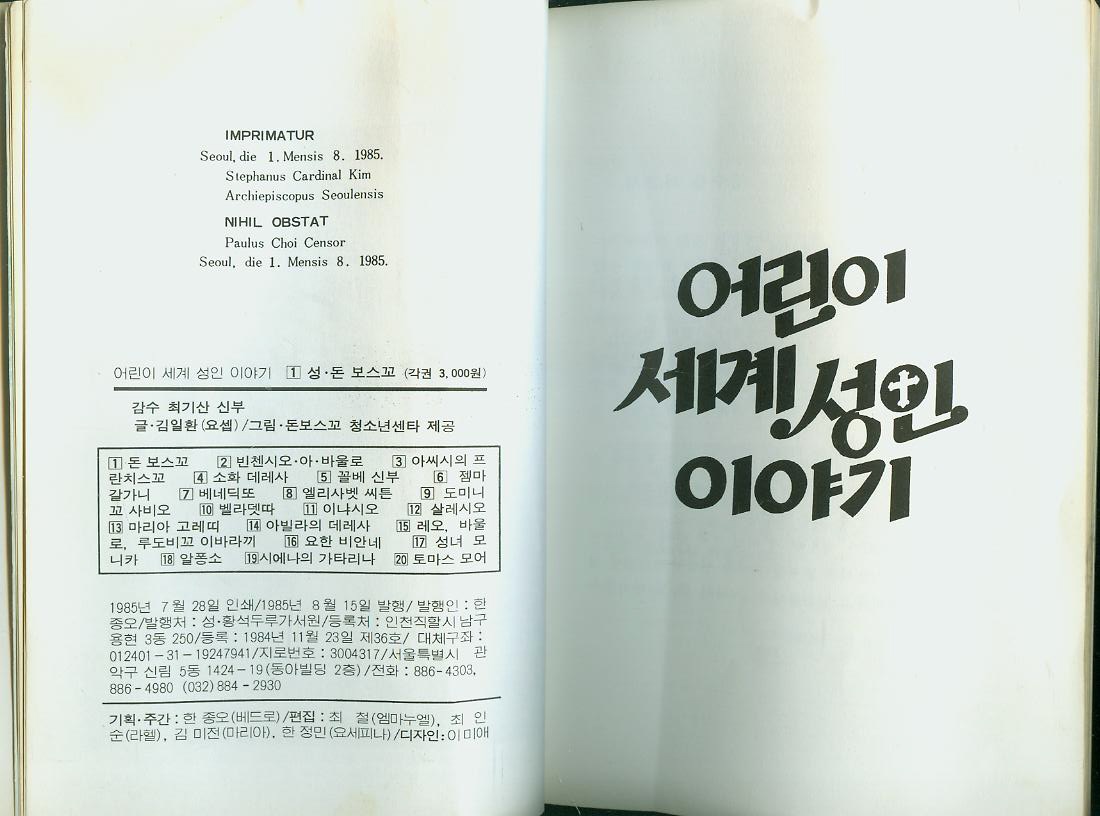 IMPRIMATUR
Seoul, die 1. Mensis 8. 1985.
Stephanus Cardinal Kim
Archiepiscopus Seoulensis
NIHIL OBSTAT
Paulus Choi Censor
Seoul, die 1. Mensis 8. 1985.
어린이 세계 성인 이야기 1 성·돈 보스꼬 (각권 3,000원)
감수 최기산 신부
글·김일환(요셉)/그림·돈보스꼬 청소년센타 제공
1 돈 보스꼬 2 빈첸시오·아·바울로 3 아씨시의 프
란치스꼬 4 소화 데레사 5 꼴베 신부 6 젬마
갈가니 7 베네딕또 8 엘리사벳 씨튼 9 도미니
꼬 사비오 10 벨라뎃따 11 이냐시오 12 살레시오
13 마리아 고레띠 14 아빌라의 데레사 15 레오, 바울
로, 루도비꼬 이바라끼 16 요한 비안네 17 성녀 모
니카 18 알퐁소 19 시에나의 가타리나 20 토마스 모어
1985년 7월 28일 인쇄/1985년 8월 15일 발행/발행인 : 한
종오/발행처 : 성·황석두루가서원/등록처 : 인천직할시 남구
용현 3동 250/등록 : 1984년 11월 23일 제36호/ 대체구좌 :
012401-31-19247941/지로번호 : 3004317/서울특별시 관
악구 신림 5동 1424-19(동아빌딩 2층)/전화 : 886-4303,
886-4980 (032)884-2930
기획·주간 : 한 종오(베드로)/편집 : 최 철(엠마누엘), 최 인
순(라헬), 김 미전(마리아), 한 정민(요세피나)/디자인:이미애
어린이
세계 성인
이야기